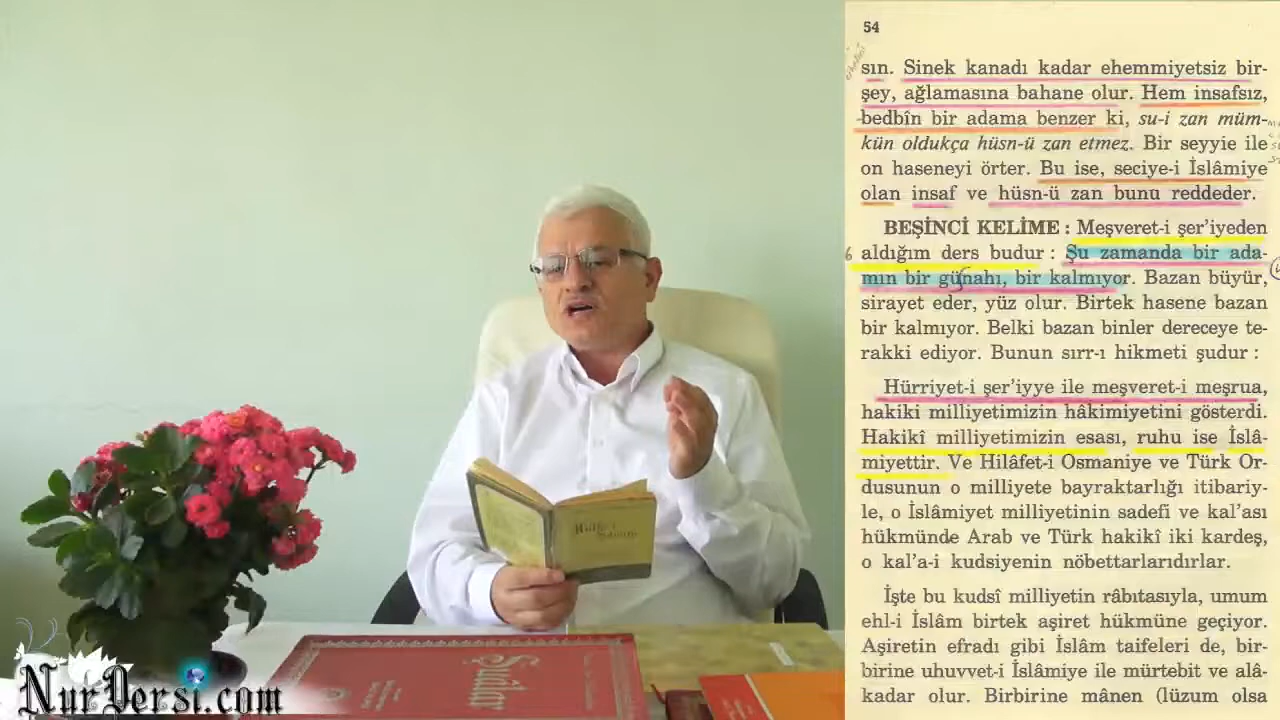 54
sın. Sinek kanadı kadar ehemmiyetsiz bir-
şey, ağlamasına bahane olur. Hem insafsız,
bedbîn bir adama benzer ki, su-i zan müm-
kün oldukça hüsn-ü zan etmez. Bir seyyie ile
on haseneyi örter. Bu ise, seciye-i İslâmiye
olan insaf ve hüsn-ü zan bunu reddeder.
BEŞİNCİ KELİME : Meşveret-i şer'iyeden
aldığım ders budur : Şu zamanda bir ada-
mın bir günahı, bir kalmıyor. Bazan büyür,
sirayet eder, yüz olur. Birtek hasene bazan
bir kalmıyor. Belki bazan binler dereceye te-
rakki ediyor. Bunun sırr-ı hikmeti şudur :
Hürriyet-i şer'iyye ile meşveret-i meşrua,
hakiki milliyetimizin hâkimiyetini gösterdi.
Hakikî milliyetimizin esası, ruhu ise İslâ-
miyettir. Ve Hilâfet-i Osmaniye ve Türk Or-
dusunun o milliyete bayraktarlığı itibariy-
le, o İslâmiyet milliyetinin sadefi ve kal'ası
hükmünde Arab ve Türk hakikî iki kardeş,
o kal'a-i kudsiyenin nöbettarlarıdırlar.
İşte bu kudsî milliyetin râbıtasıyla, umum
ehl-i İslâm birtek aşiret hükmüne geçiyor.
Aşiretin efradı gibi İslâm taifeleri de, bir-
birine uhuvvet-i İslâmiye ile mürtebit ve alâ-
kadar olur. Birbirine mânen (lüzum olsa
Şualar
NurDersi.com